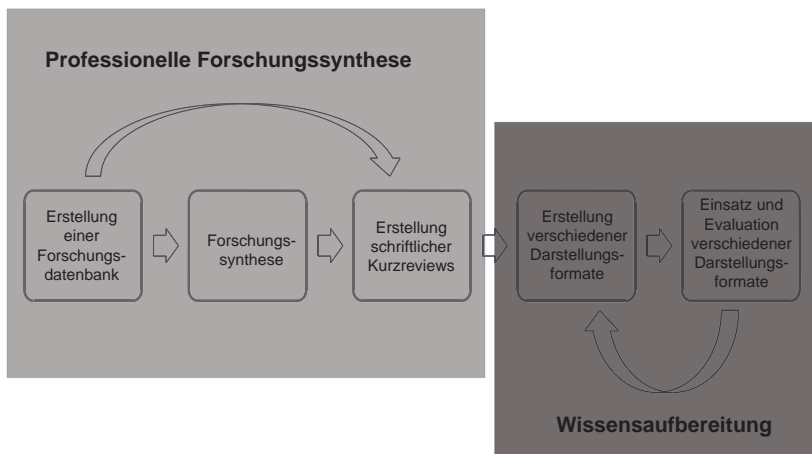 Professionelle Forschungssynthese
Erstellung
einer
Forschungs-
datenbank
Forschungs-
synthese
Erstellung
schriftlicher
Kurzreviews
Erstellung
verschiedener
Darstellungs-
formate
Einsatz und
Evaluation
verschiedener
Darstellungs-
formate
Wissensaufbereitung